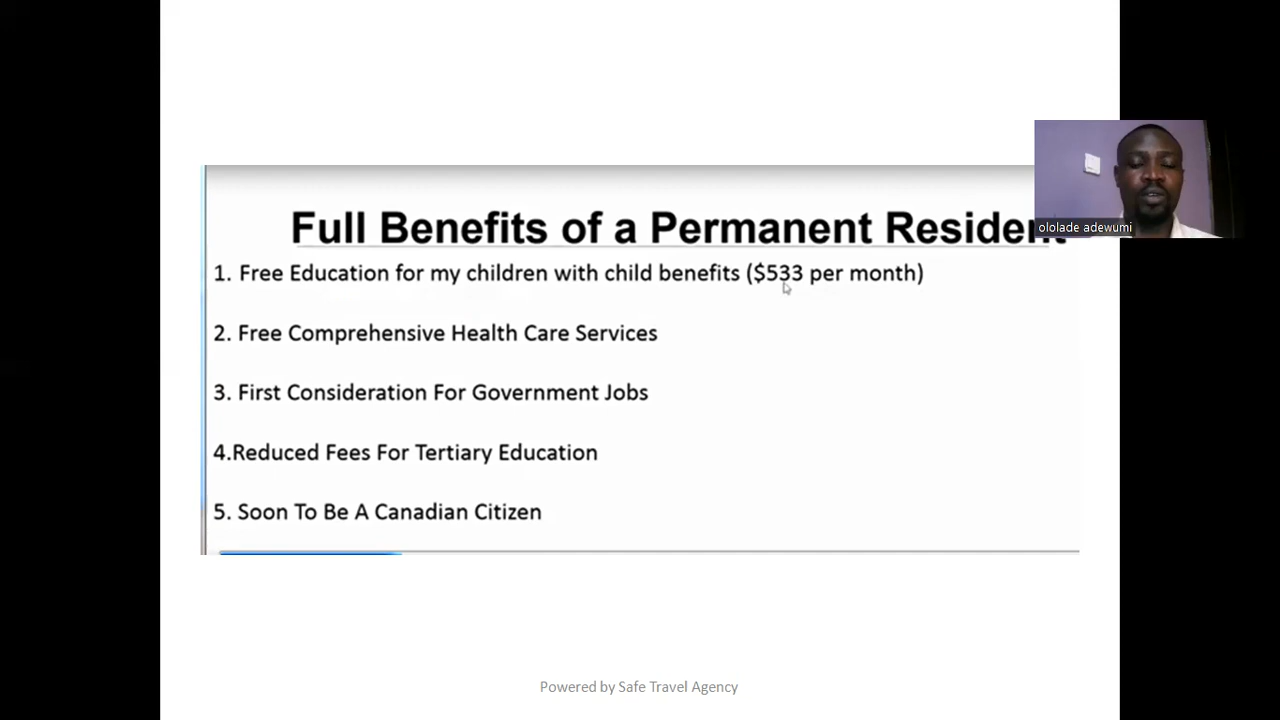 Full Benefits of a Permanent Resident
1. Free Education for my children with child benefits ($533 per month)
2. Free Comprehensive Health Care Services
3. First Consideration For Government Jobs
4.Reduced Fees For Tertiary Education
5. Soon To Be A Canadian Citizen
ololade adewumi
Powered by Safe Travel Agency